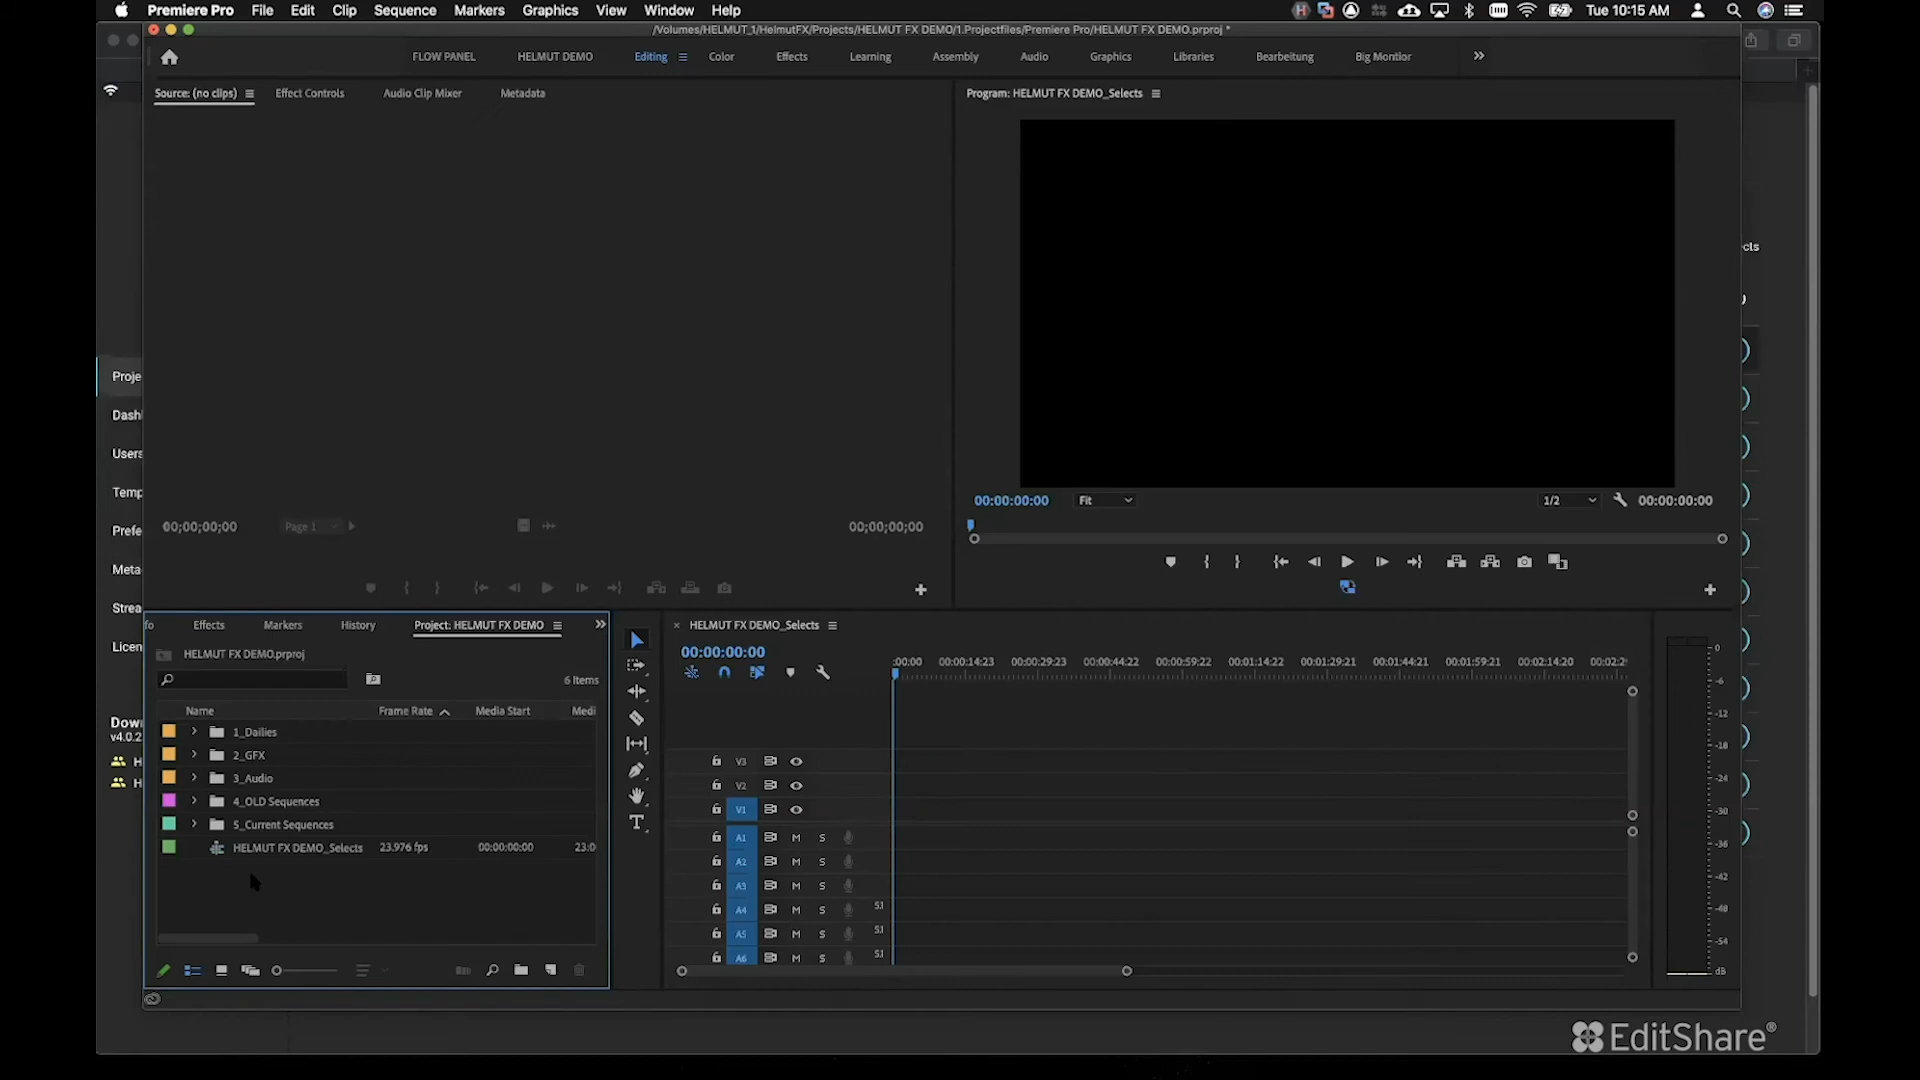 Premiere Pro File Edit Clip Sequence Markers Graphics View Window Help
Tue 10:15 AM
/Volumes/HELMUT_1/HelmutFX/Projects/HELMUT FX DEMO/1.Projectfiles/Premiere Pro/HELMUT FX DEMO.prproj *
FLOW PANEL HELMUT DEMO Editing Color Effects Learning Assembly Audio Graphics Libraries Bearbeitung Big Montior
Source: (no clips) Effect Controls Audio Clip Mixer Metadata
Program: HELMUT FX DEMO_Selects
cts
Proje
Dash
Users
Temp
Prefe
Meta
Strea
Licen
Dow
v4.0.2
H
H
00;00;00;00 Page 1 00;00;00;00
00:00:00:00 Fit 1/2 00:00:00:00
fo Effects Markers History Project: HELMUT FX DEMO
HELMUT FX DEMO.prproj
6 Items
Name Frame Rate Media Start Medi
1_Dailies
2_GFX
3_Audio
4_OLD Sequences
5_Current Sequences
HELMUT FX DEMO_Selects 23.976 fps 00:00:00:00 23:0
HELMUT FX DEMO_Selects
00:00:00:00
:00:00 00:00:14:23 00:00:29:23 00:00:44:22 00:00:59:22 00:01:14:22 00:01:29:21 00:01:44:21 00:01:59:21 00:02:14:20 00:02:2
V3
V2
V1
A1 M S
A2 M S
A3 M S
A4 M S S1
A5 M S S1
A6 M S S1
0
-6
-12
-18
-24
-30
-36
-42
-48
-54
dB
EditShare®